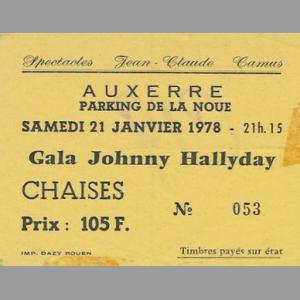 Spectacles Jean-Claude Camus
AUXERRE
PARKING DE LA NOUE
SAMEDI 21 JANVIER 1978 - 21h.15
Gala Johnny Hallyday
CHAISES
Prix : 105 F. № 053
IMP. DAZY ROUEN Timbres payés sur état